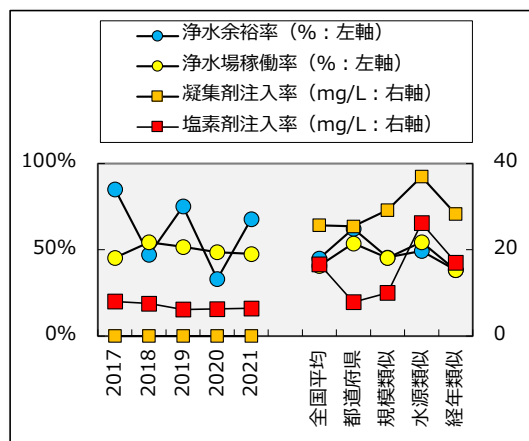 浄水余裕率（%：左軸）
浄水場稼働率（%：左軸）
凝集剤注入率（mg/L：右軸）
塩素剤注入率（mg/L：右軸）
100%
40
50%
20
0%
0
2017
2018
2019
2020
2021
全国平均
都道府県
規模類似
水源類似
経年類似